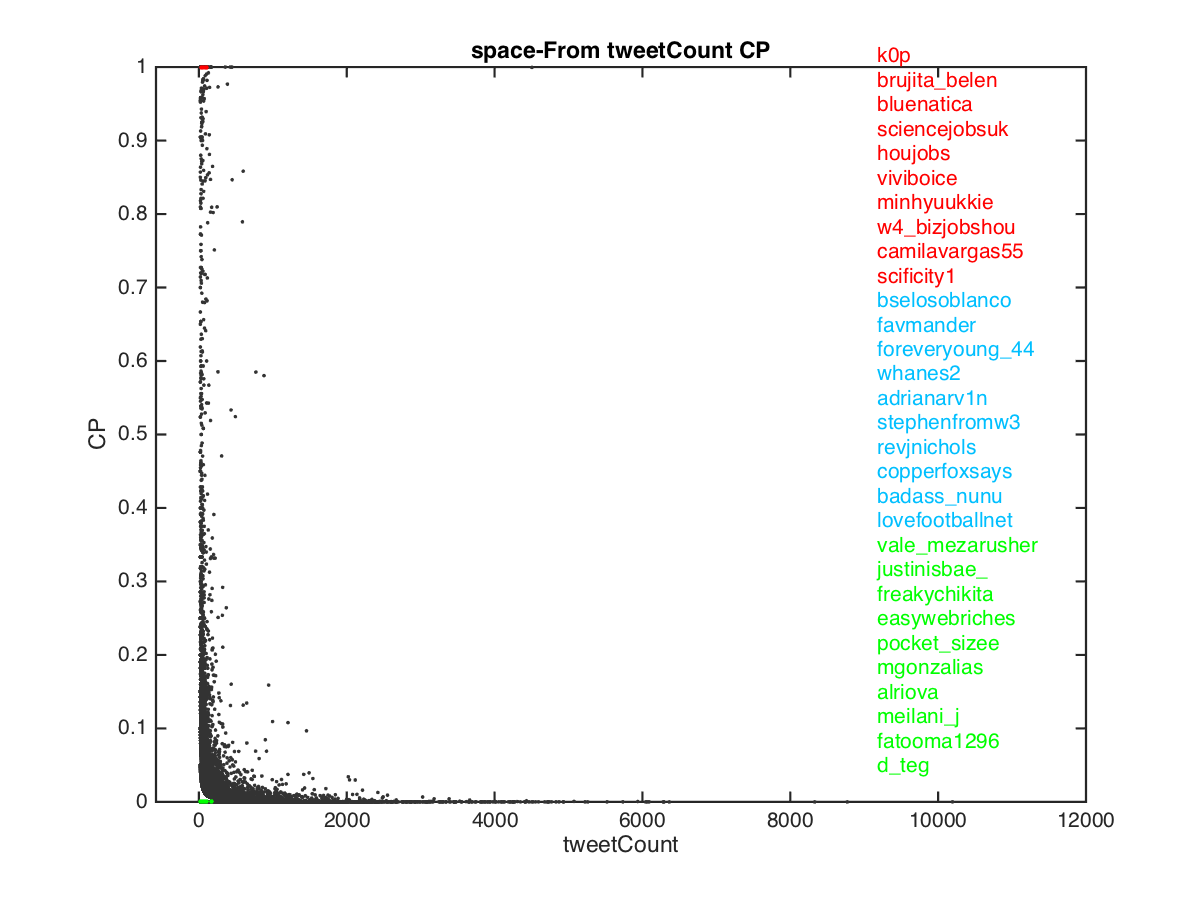 space-From tweetCount CP
k0p
brujita_belen
bluenatica
sciencejobsuk
houjobs
viviboice
minhyuukkie
w4_bizjobshou
camilavargas55
scificity1
bselosoblanco
favmander
foreveryoung_44
whanes2
adrianarv1n
stephenfromw3
revjnichols
copperfoxsays
badass_nunu
lovefootballnet
vale_mezarusher
justinisbae_
freakychikita
easywebriches
pocket_sizee
mgonzalias
alriova
meilani_j
fatooma1296
d_teg
1
0.9
0.8
0.7
0.6
0.5
0.4
0.3
0.2
0.1
0
CP
0 2000 4000 6000 8000 10000 12000
tweetCount